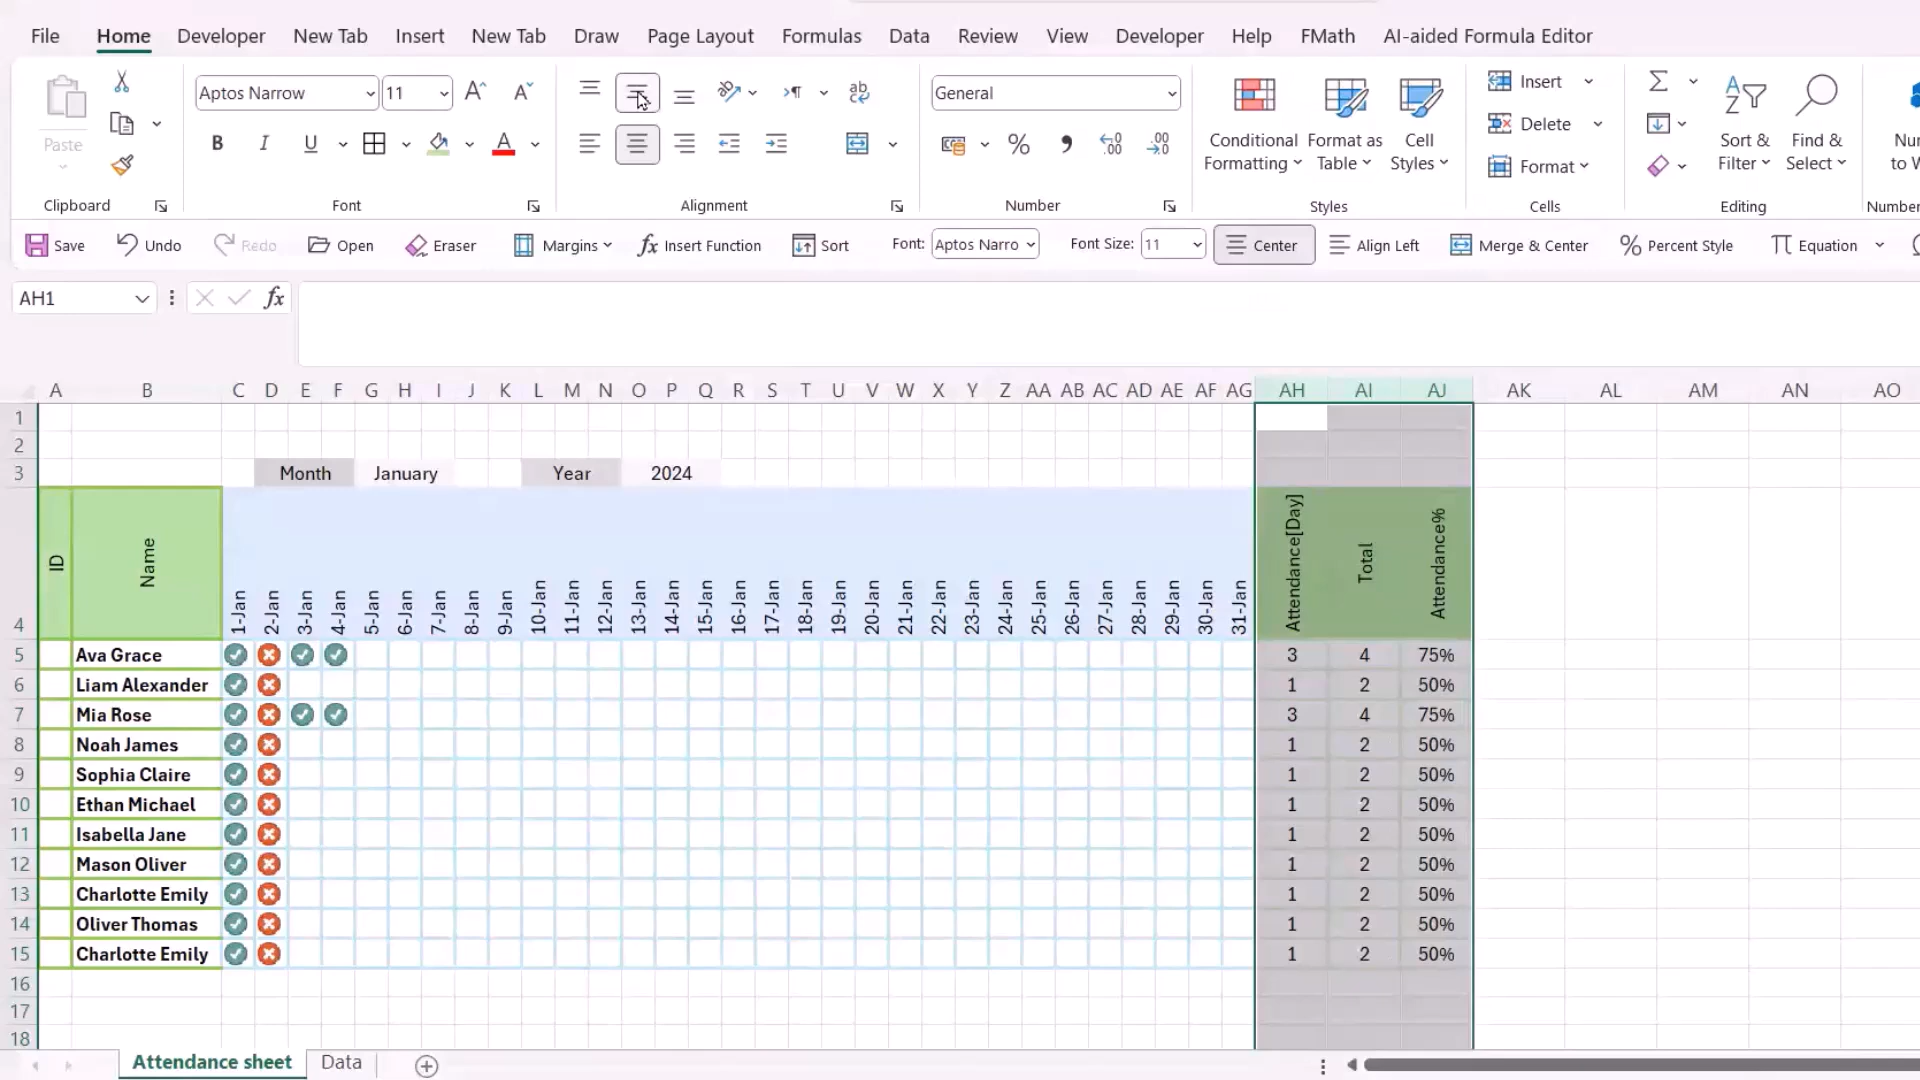 File Home Developer New Tab Insert New Tab Draw Page Layout Formulas Data Review View Developer Help FMath AI-aided Formula Editor
Aptos Narrow 11 General
Paste
B I U A
% 9
Conditional Formatting
Format as Table
Cell Styles
Insert
Delete
Format
Sort & Filter
Find & Select
Clipboard Font Alignment Number Styles Cells Editing
Save Undo Redo Open Eraser Margins Insert Function Sort Font: Aptos Narro Font Size: 11 Center Align Left Merge & Center Percent Style Equation
AH1 fx
A B C D E F G H I J K L M N O P Q R S T U V W X Y Z AA AB AC AD AE AF AG AH AI AJ AK AL AM AN AO
1
2
3 Month January Year 2024
4 ID Name 1-Jan 2-Jan 3-Jan 4-Jan 5-Jan 6-Jan 7-Jan 8-Jan 9-Jan 10-Jan 11-Jan 12-Jan 13-Jan 14-Jan 15-Jan 16-Jan 17-Jan 18-Jan 19-Jan 20-Jan 21-Jan 22-Jan 23-Jan 24-Jan 25-Jan 26-Jan 27-Jan 28-Jan 29-Jan 30-Jan 31-Jan Attendance[Day] Total Attendance%
5 Ava Grace 3 4 75%
6 Liam Alexander 1 2 50%
7 Mia Rose 3 4 75%
8 Noah James 1 2 50%
9 Sophia Claire 1 2 50%
10 Ethan Michael 1 2 50%
11 Isabella Jane 1 2 50%
12 Mason Oliver 1 2 50%
13 Charlotte Emily 1 2 50%
14 Oliver Thomas 1 2 50%
15 Charlotte Emily 1 2 50%
16
17
18
Attendance sheet Data